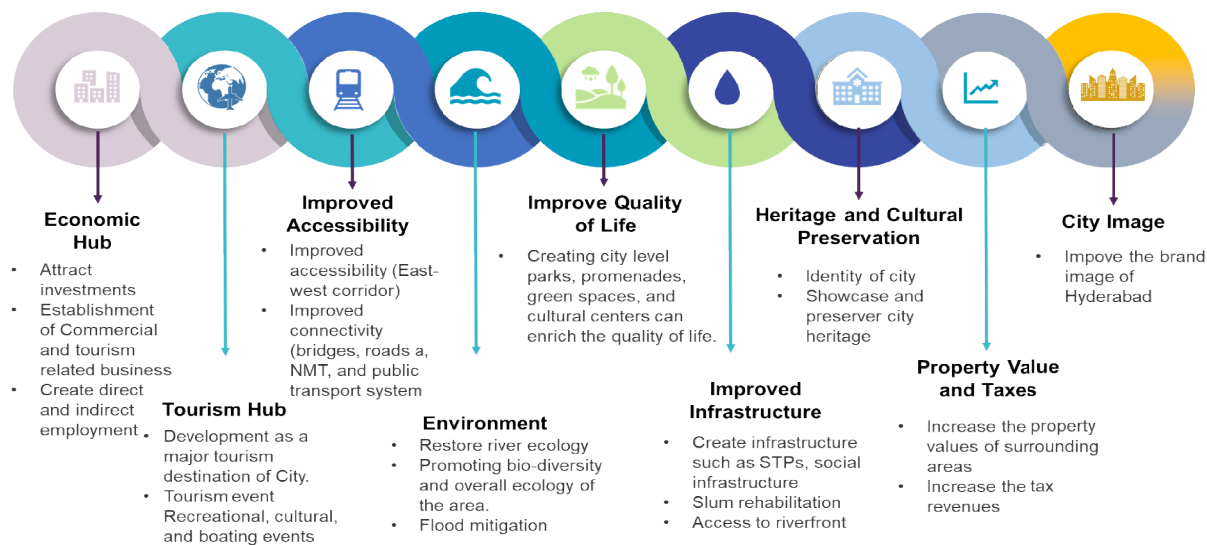 Economic
Hub
• Attract
investments
• Establishment
of Commercial
and tourism
related business
• Create direct
and indirect
employment
Tourism Hub
• Development as a
major tourism
destination of City.
• Tourism event
Recreational, cultural,
and boating events
Improved
Accessibility
• Improved
accessibility (East-
west corridor)
• Improved
connectivity
(bridges, roads a,
NMT, and public
transport system
Environment
• Restore river ecology
• Promoting bio-diversity
and overall ecology of
the area.
• Flood mitigation
Improve Quality
of Life
• Creating city level
parks, promenades,
green spaces, and
cultural centers can
enrich the quality of life.
Improved
Infrastructure
• Create infrastructure
such as STPs, social
infrastructure
• Slum rehabilitation
• Access to riverfront
Heritage and Cultural
Preservation
• Identity of city
• Showcase and
preserver city
heritage
Property Value
and Taxes
• Increase the property
values of surrounding
areas
• Increase the tax
revenues
City Image
• Impove the brand
image of
Hyderabad